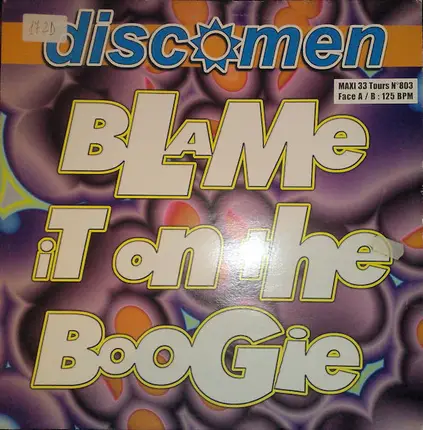 discomen
MAXI 33 Tours N°803
Face A / B : 125 BPM
BLAMe
iT on the
BooGie